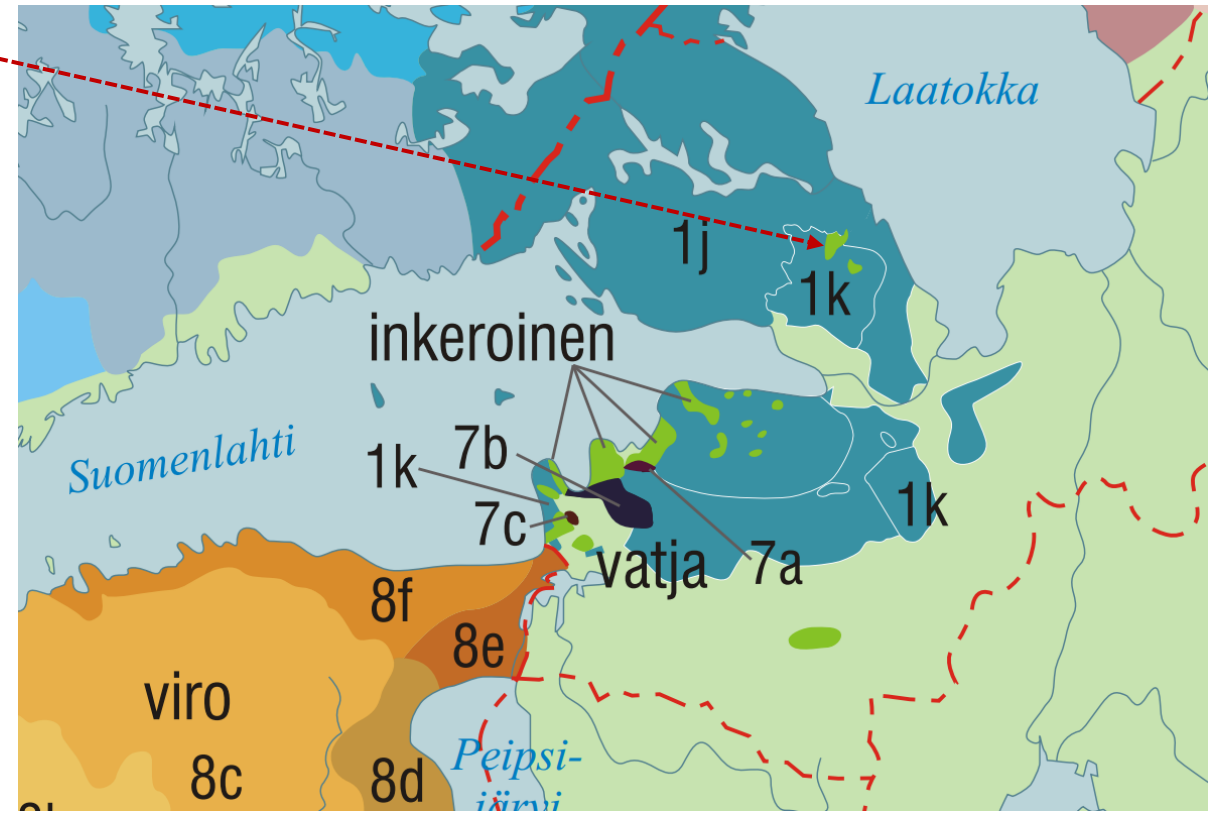 Laatokka
1j
1k
inkeroinen
Suomenlahti
7b
1k
7c
1k
vatja
7a
8f
8e
viro
8c
8d
Peipsi-
järvi